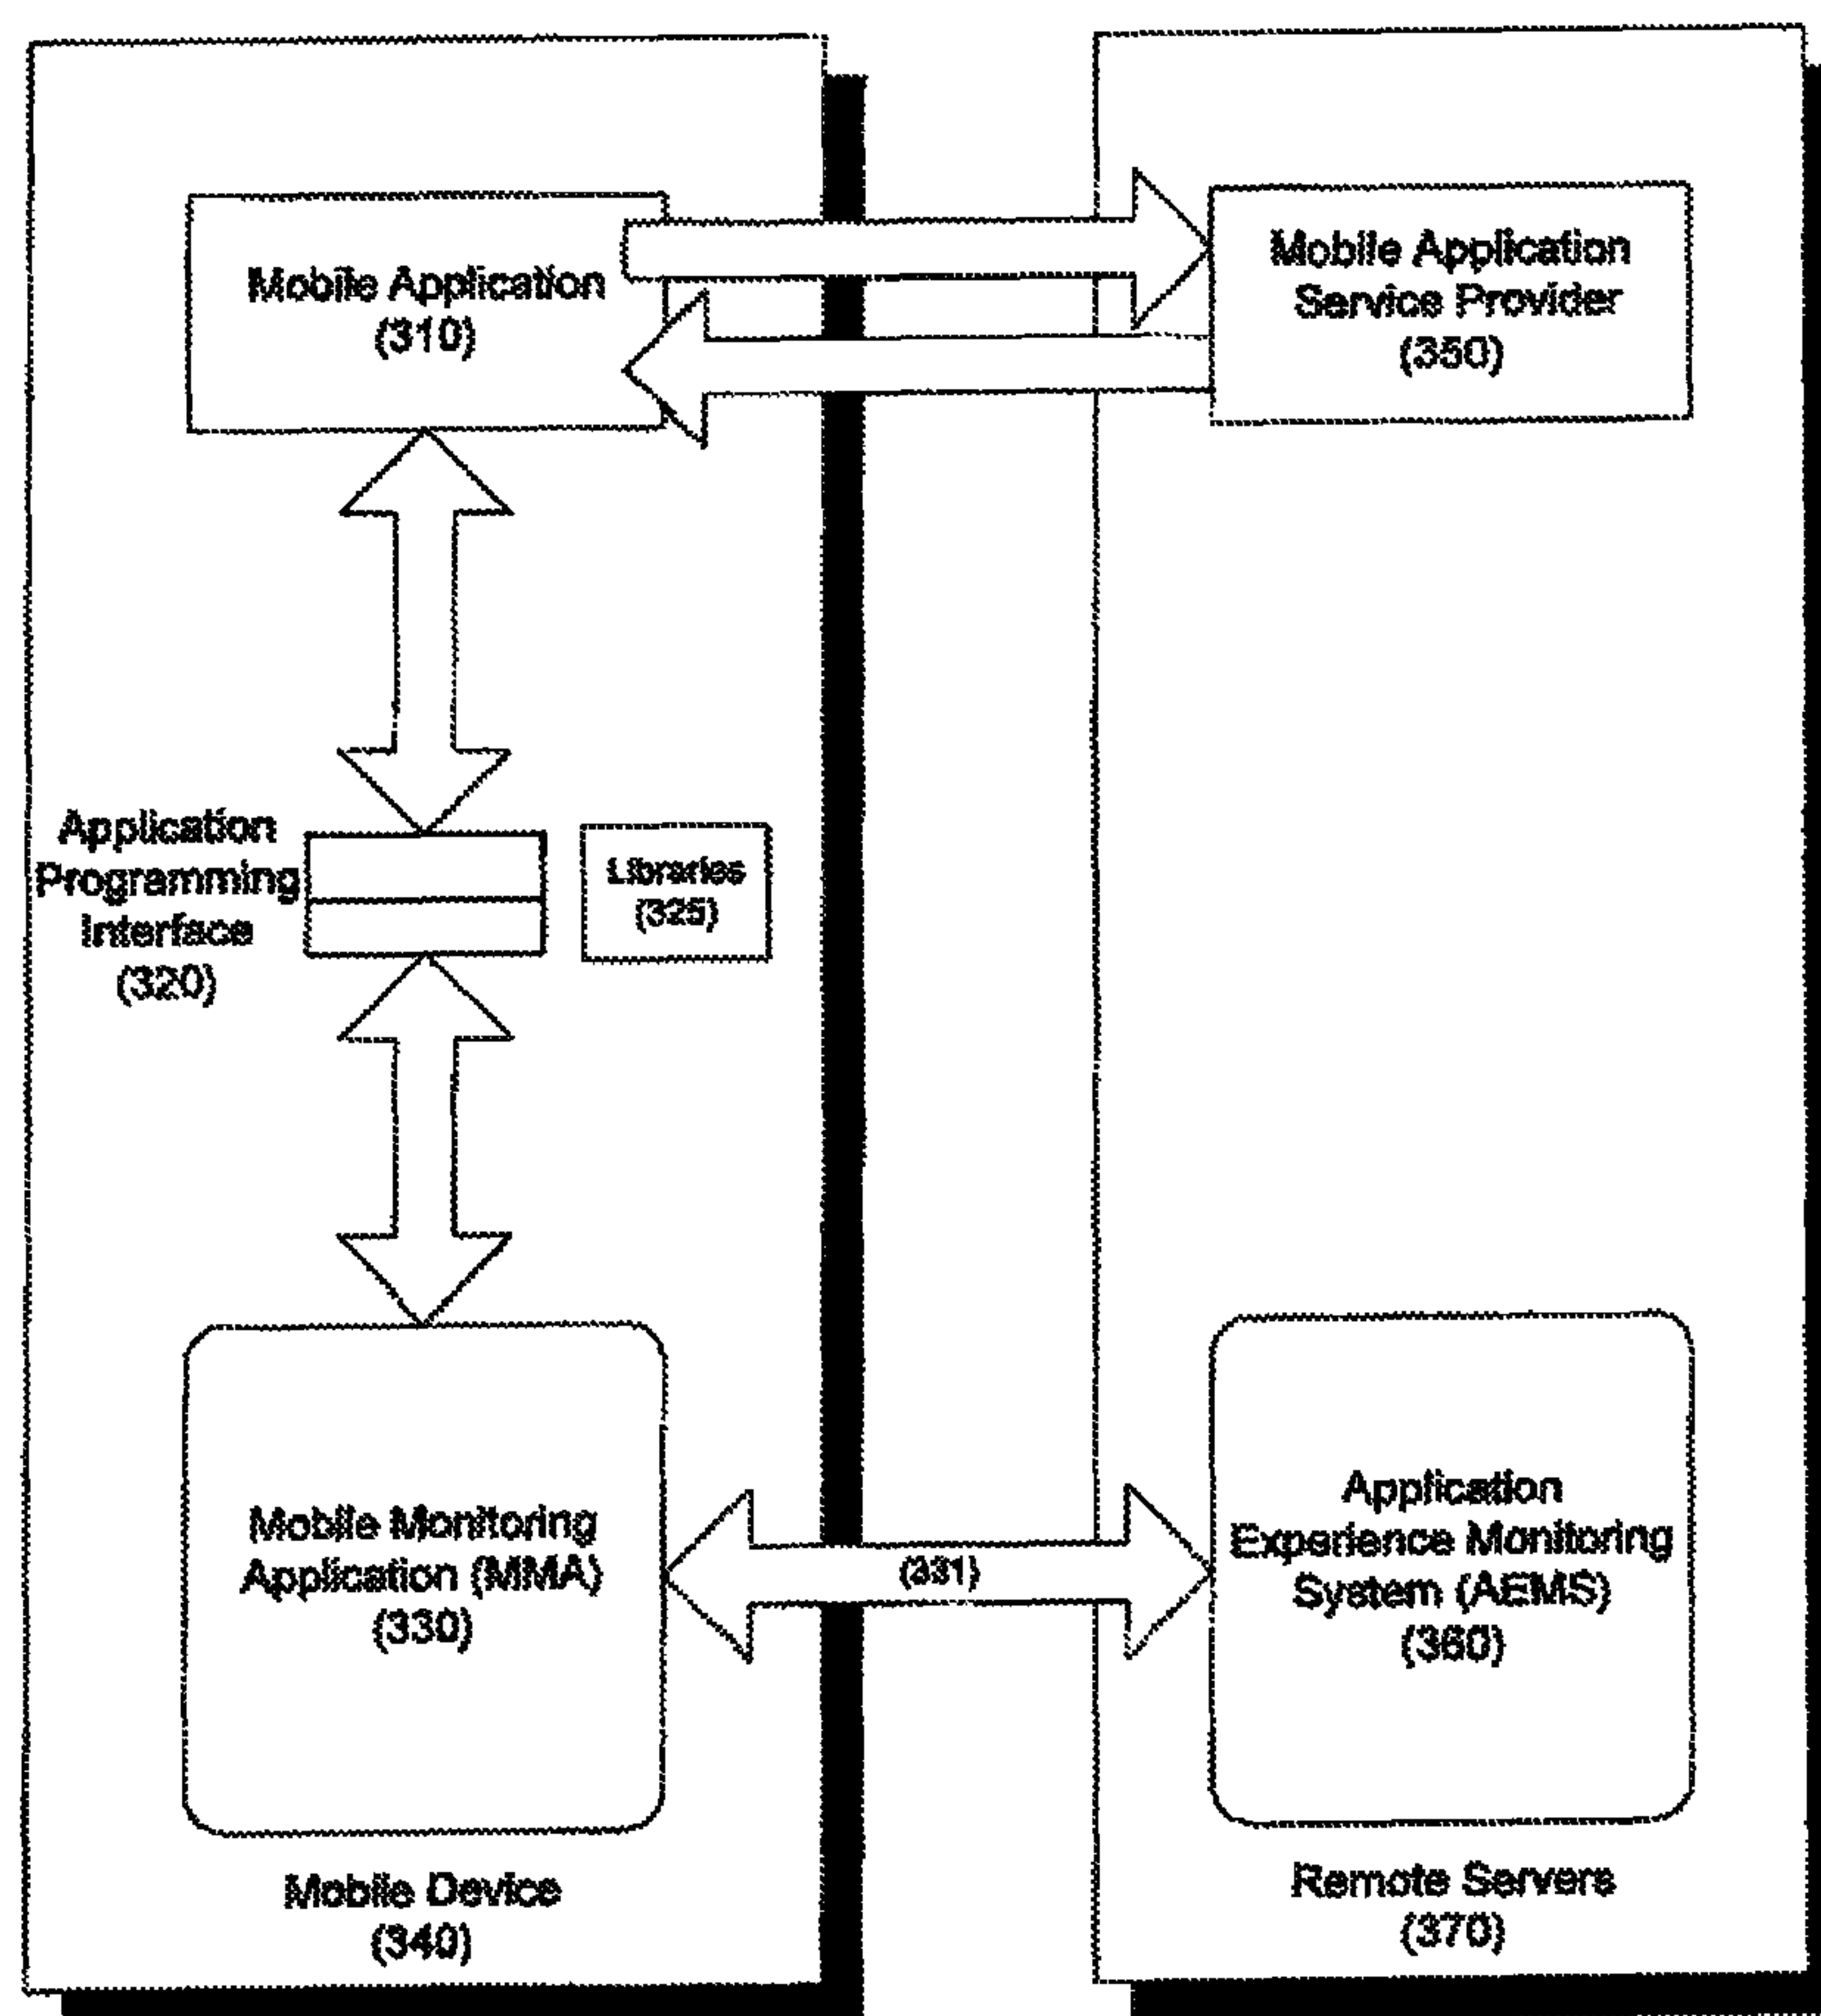 Mobile Application
(310)
Mobile Application
Service Provider
(350)
Application
Programming
Interface
(320)
Libraries
(325)
Mobile Monitoring
Application (MMA)
(330)
(331)
Application
Experience Monitoring
System (AEMS)
(360)
Mobile Device
(340)
Remote Servers
(370)